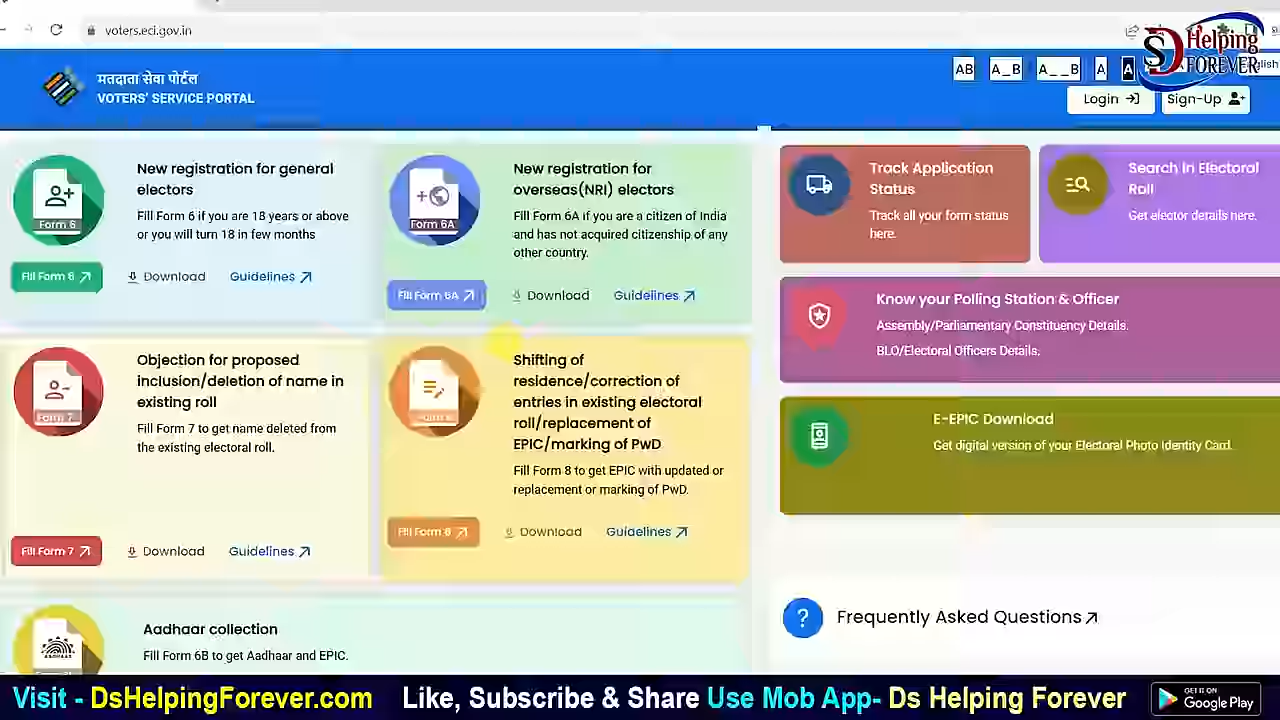 voters.eci.gov.in
SD Helping
FOREVER
मतदाता सेवा पोर्टल
VOTERS' SERVICE PORTAL
AB A_B A__B A A
Login Sign-Up
New registration for general
electors
Fill Form 6 if you are 18 years or above
or you will turn 18 in few months
Form 6
Fill Form 6 Download Guidelines
New registration for
overseas(NRI) electors
Fill Form 6A if you are a citizen of India
and has not acquired citizenship of any
other country.
Form 6A
Fill Form 6A Download Guidelines
Track Application
Status
Track all your form status
here.
Search in Electoral
Roll
Get elector details here.
Know your Polling Station & Officer
Assembly/Parliamentary Constituency Details.
BLO/Electoral Officers Details.
Objection for proposed
inclusion/deletion of name in
existing roll
Fill Form 7 to get name deleted from
the existing electoral roll.
Form 7
Fill Form 7 Download Guidelines
Shifting of
residence/correction of
entries in existing electoral
roll/replacement of
EPIC/marking of PwD
Fill Form 8 to get EPIC with updated or
replacement or marking of PwD.
Form 8
Fill Form 8 Download Guidelines
E-EPIC Download
Get digital version of your Electoral Photo Identity Card.
Frequently Asked Questions
Aadhaar collection
Fill Form 6B to get Aadhaar and EPIC.
AADHAAR
Visit - DsHelpingForever.com Like, Subscribe & Share Use Mob App- Ds Helping Forever
GET IT ON
Google Play